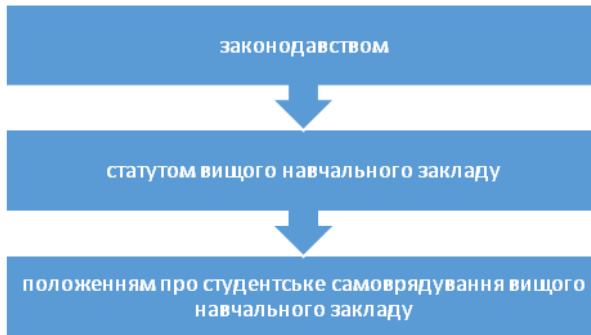 законодавством
статутом вищого навчального закладу
положенням про студентське самоврядування вищого
навчального закладу